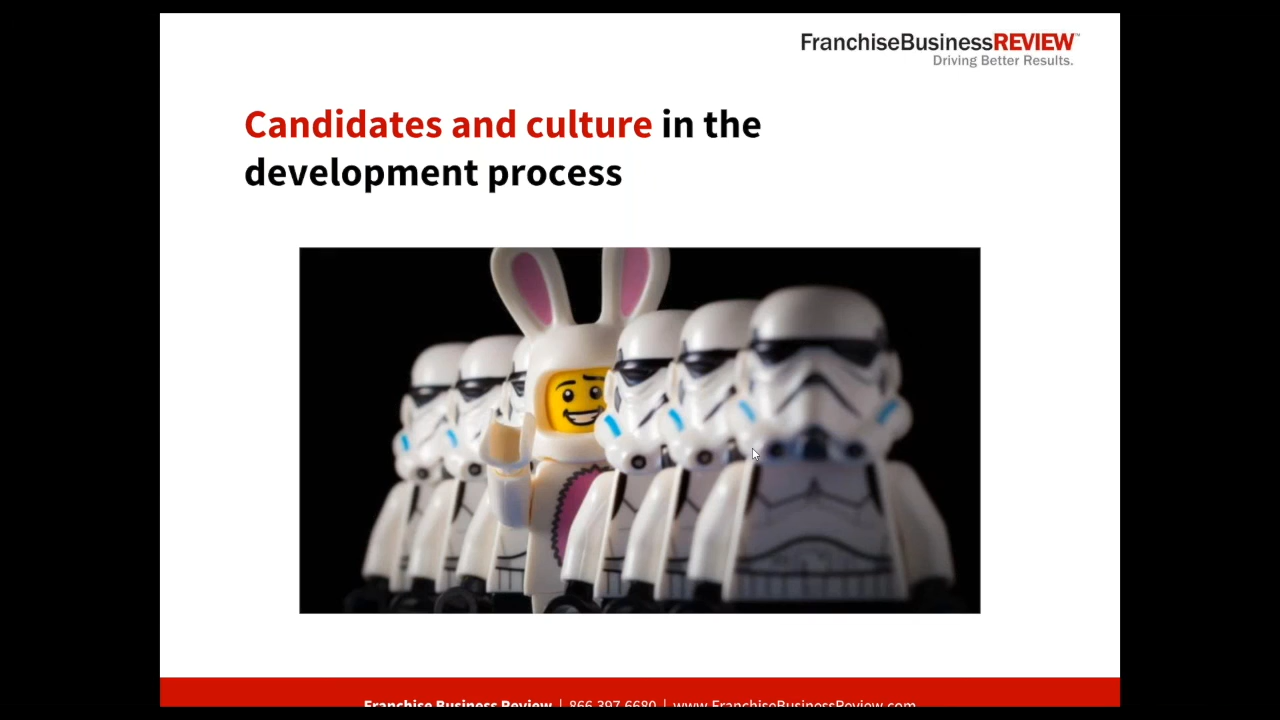 FranchiseBusinessREVIEW™
Driving Better Results.
Candidates and culture in the
development process
Franchise Business Review | 866.397.6680 | www.FranchiseBusinessReview.com